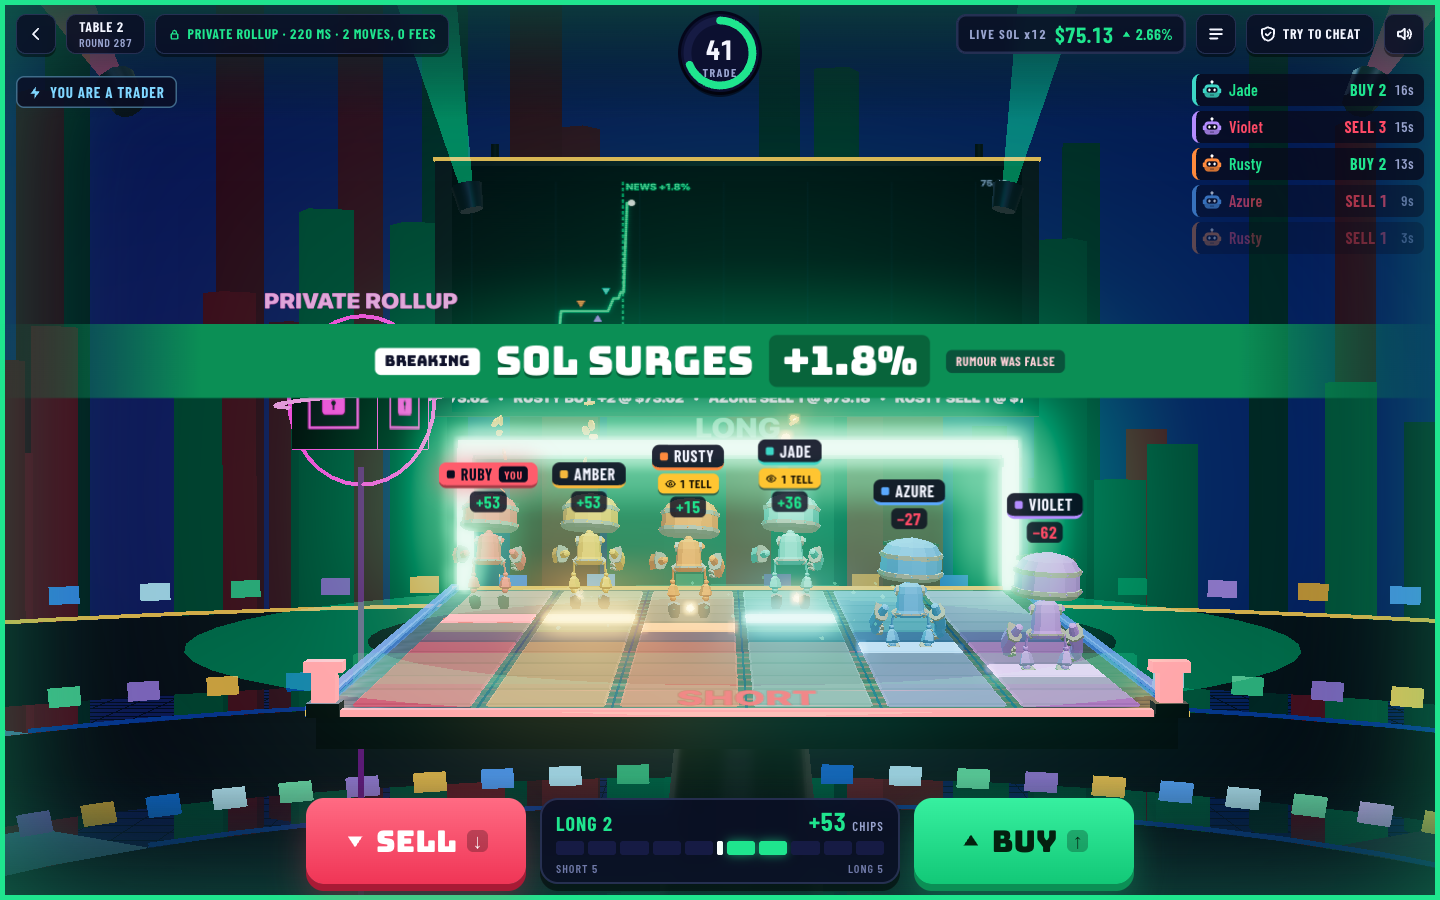 TABLE 2
ROUND 287
PRIVATE ROLLUP · 220 MS · 2 MOVES, 0 FEES
41
TRADE
LIVE SOL x12 $75.13 ▲ 2.66%
TRY TO CHEAT
YOU ARE A TRADER
Jade BUY 2 16s
Violet SELL 3 15s
Rusty BUY 2 13s
Azure SELL 1 9s
Rusty SELL 1 3s
NEWS +1.8%
75.
PRIVATE ROLLUP
BREAKING SOL SURGES +1.8% RUMOUR WAS FALSE
LONG
RUBY YOU
+53
AMBER
+53
RUSTY
1 TELL
+15
JADE
1 TELL
+36
AZURE
−27
VIOLET
−62
SHORT
▼ SELL ↓
LONG 2 +53 CHIPS
SHORT 5 LONG 5
▲ BUY ↑